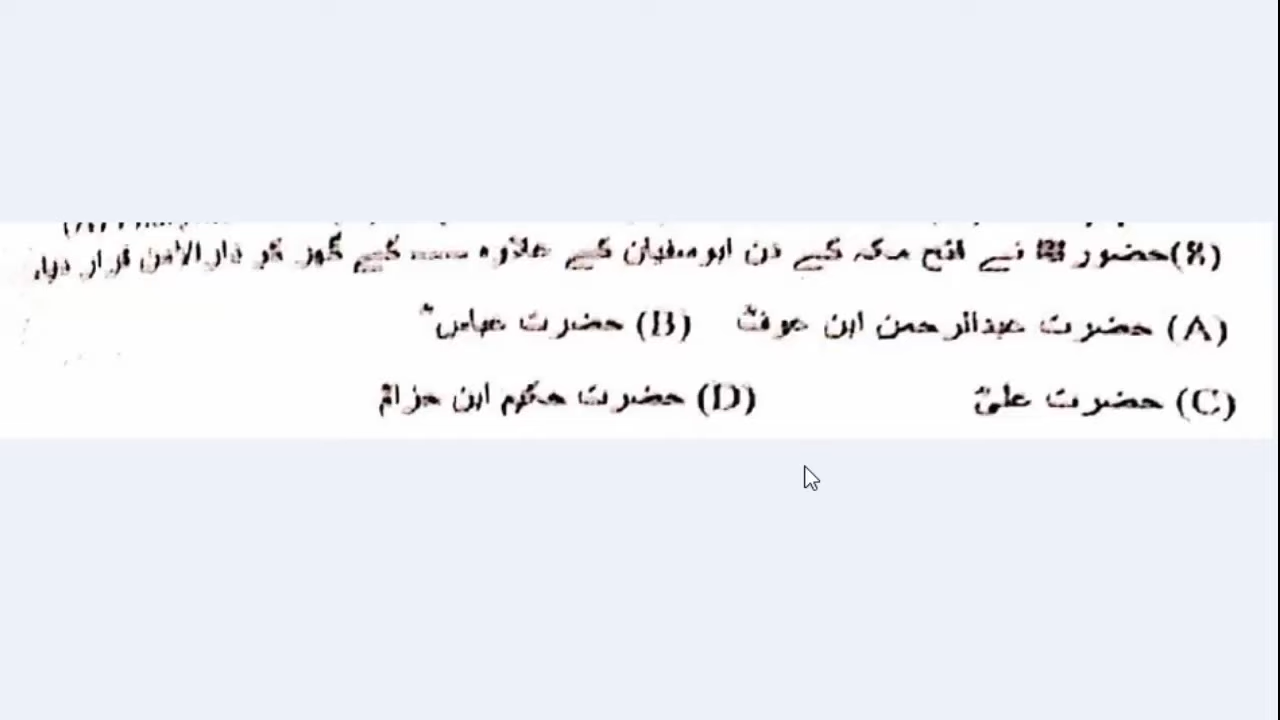 (8) حضور ﷺ نے فتح مکہ کے دن ابوسفیان کے علاوہ ـــــ کے گھر کو دارالامن قرار دیا۔
(A) حضرت عبدالرحمن ابن عوفؓ (B) حضرت عباسؓ
(C) حضرت علیؓ (D) حضرت حکیم ابن حزامؓ